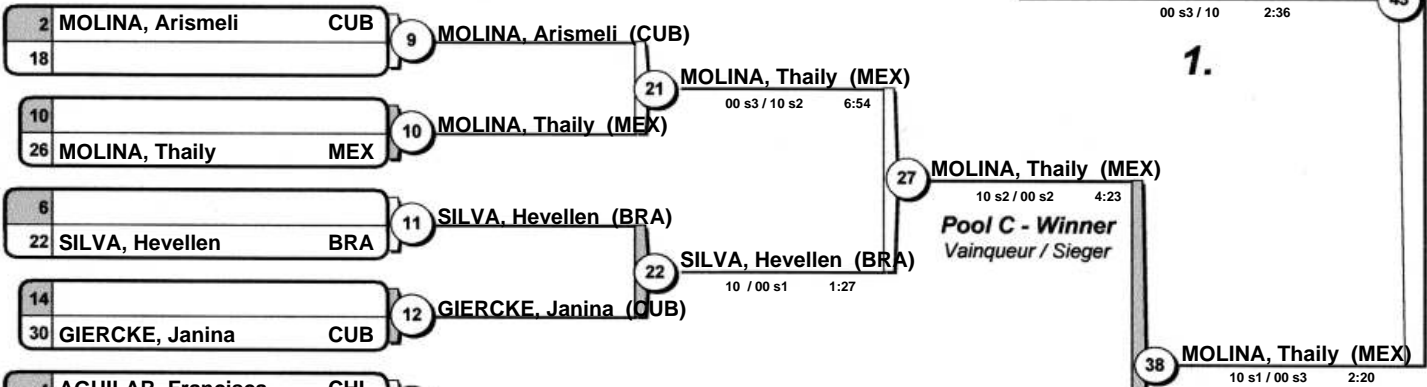 00 s3 / 10 2:36
1.
2 MOLINA, Arismeli CUB
18
9 MOLINA, Arismeli (CUB)
21 MOLINA, Thaily (MEX)
00 s3 / 10 s2 6:54
10
26 MOLINA, Thaily MEX
10 MOLINA, Thaily (MEX)
27 MOLINA, Thaily (MEX)
10 s2 / 00 s2 4:23
Pool C - Winner
Vainqueur / Sieger
6
22 SILVA, Hevellen BRA
11 SILVA, Hevellen (BRA)
22 SILVA, Hevellen (BRA)
10 / 00 s1 1:27
14
30 GIERCKE, Janina CUB
12 GIERCKE, Janina (CUB)
38 MOLINA, Thaily (MEX)
10 s1 / 00 s3 2:20
AGUILAR, Francisca CHI